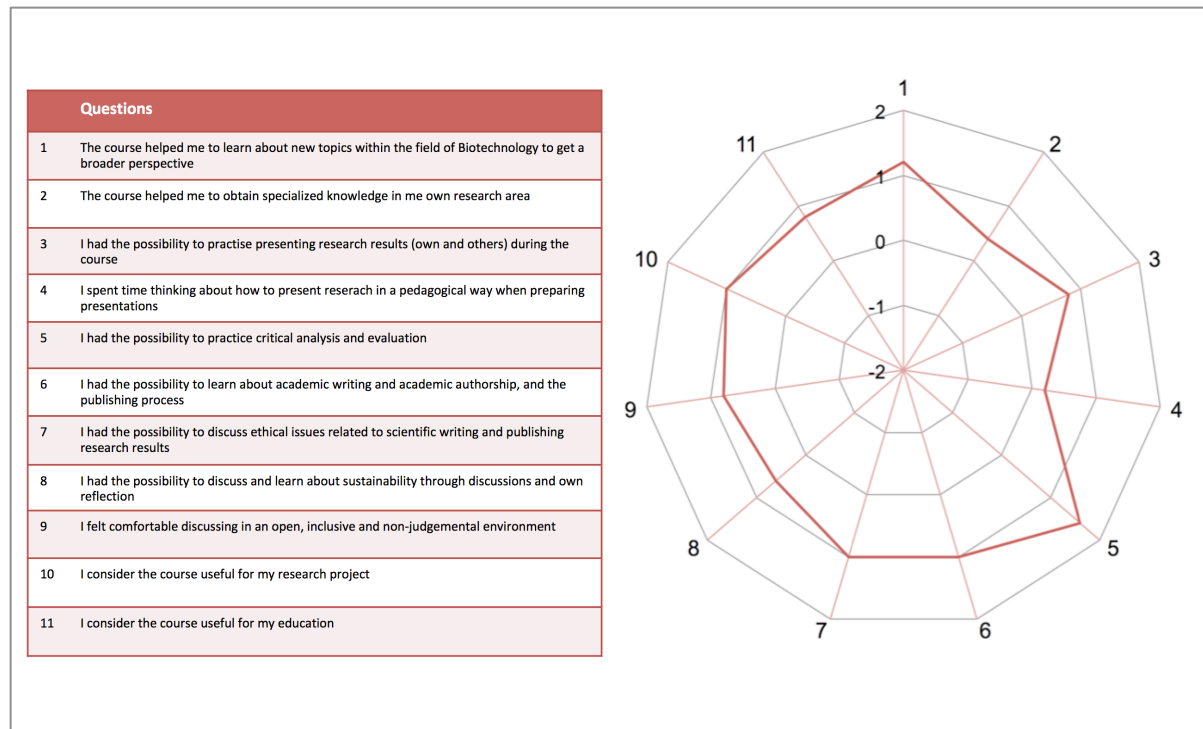 Questions
1 The course helped me to learn about new topics within the field of Biotechnology to get a
broader perspective
2 The course helped me to obtain specialized knowledge in me own research area
3 I had the possibility to practise presenting research results (own and others) during the
course
4 I spent time thinking about how to present reserach in a pedagogical way when preparing
presentations
5 I had the possibility to practice critical analysis and evaluation
6 I had the possibility to learn about academic writing and academic authorship, and the
publishing process
7 I had the possibility to discuss ethical issues related to scientific writing and publishing
research results
8 I had the possibility to discuss and learn about sustainability through discussions and own
reflection
9 I felt comfortable discussing in an open, inclusive and non-judgemental environment
10 I consider the course useful for my research project
11 I consider the course useful for my education
1
2
3
4
5
6
7
8
9
10
11
2
1
0
-1
-2